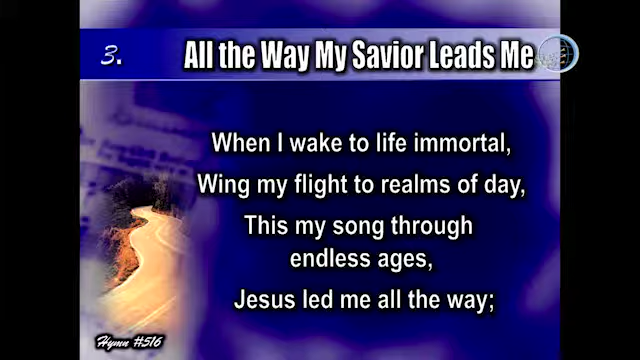 3. All the Way My Savior Leads Me
When I wake to life immortal,
Wing my flight to realms of day,
This my song through
endless ages,
Jesus led me all the way;
Hymn #516